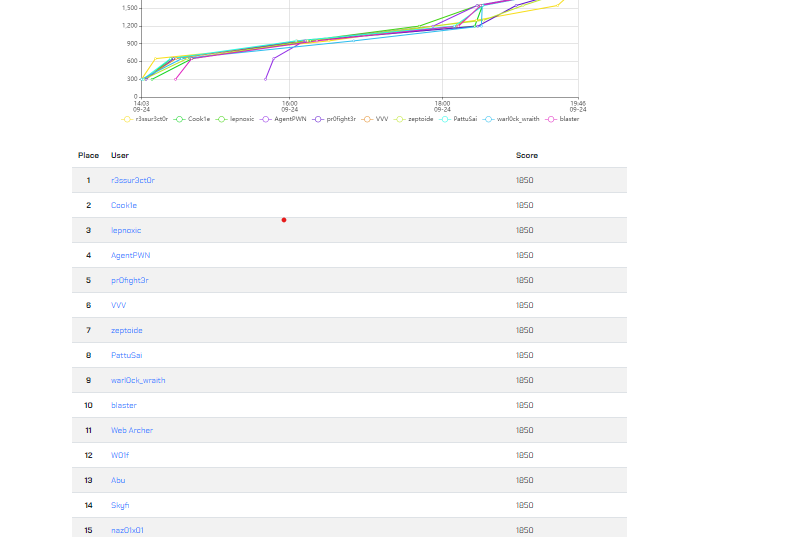 1,500
1,200
900
600
300
0
14:03 16:00 18:00 19:46
09-24 09-24 09-24 09-24
r3ssur3ct0r Cook1e lepnoxic AgentPWN pr0fight3r VVV zeptoide PattuSai warl0ck_wraith blaster
Place User Score
1 r3ssur3ct0r 1850
2 Cook1e 1850
3 lepnoxic 1850
4 AgentPWN 1850
5 pr0fight3r 1850
6 VVV 1850
7 zeptoide 1850
8 PattuSai 1850
9 warl0ck_wraith 1850
10 blaster 1850
11 Web Archer 1850
12 W01f 1850
13 Abu 1850
14 Skyfi 1850
15 naz01x01 1850